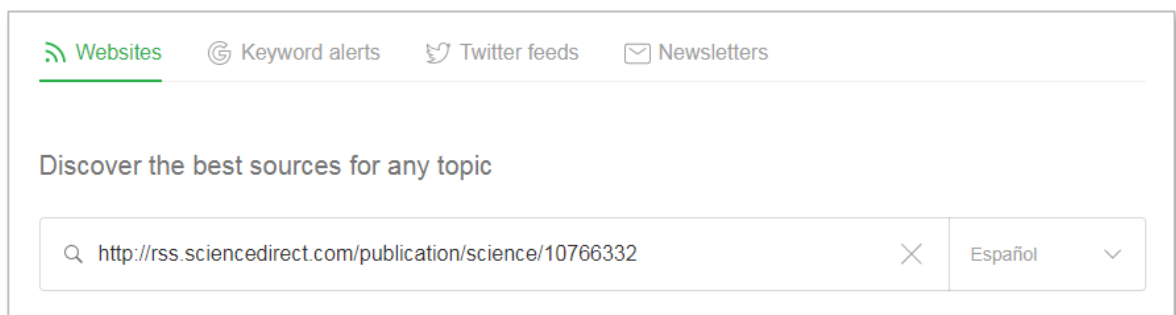 Websites Keyword alerts Twitter feeds Newsletters
Discover the best sources for any topic
http://rss.sciencedirect.com/publication/science/10766332 Español